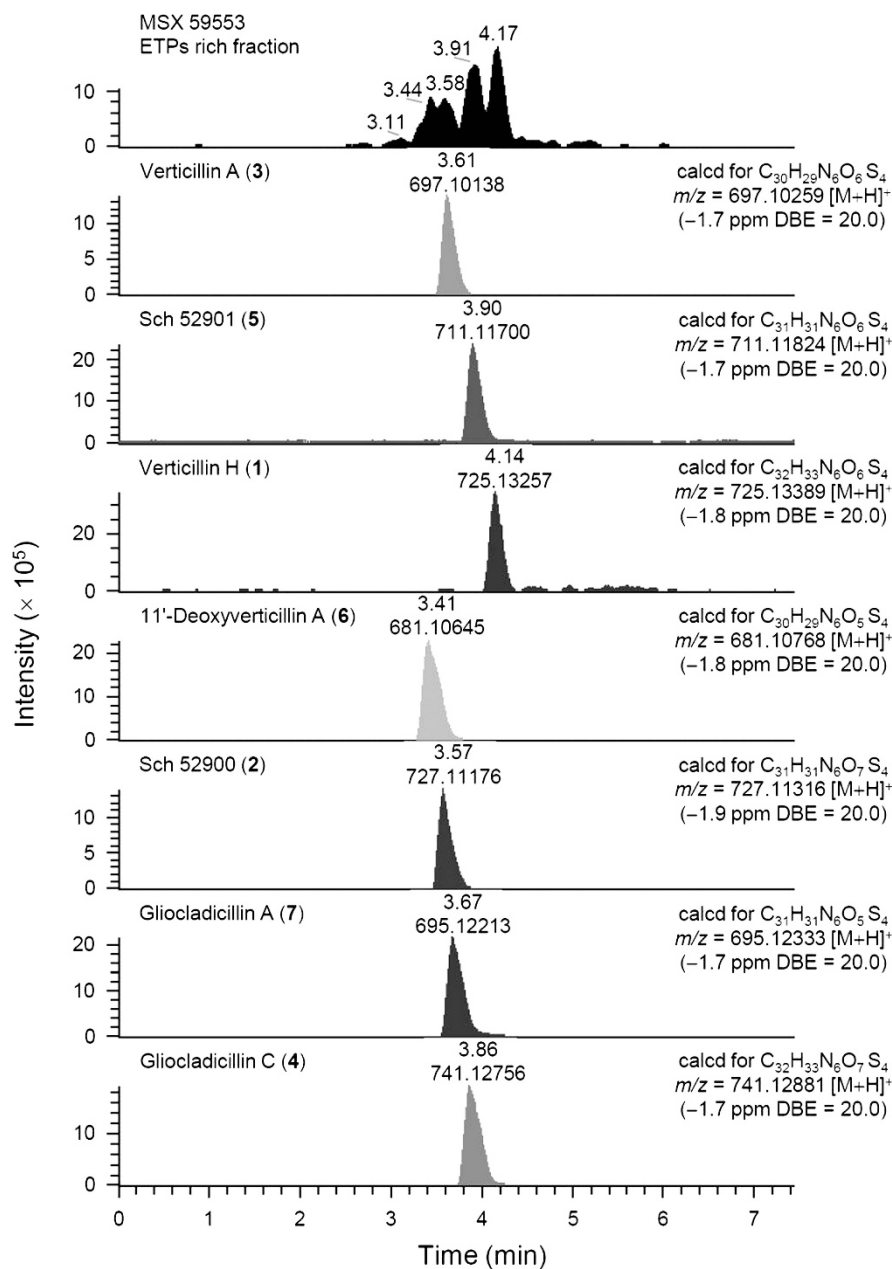 MSX 59553
ETPs rich fraction
3.11
3.44
3.58
3.91
4.17
10
0
Verticillin A (3)
3.61
697.10138
calcd for C₃₀H₂₉N₆O₆S₄
m/z = 697.10259 [M+H]⁺
(−1.7 ppm DBE = 20.0)
10
5
0
Sch 52901 (5)
3.90
711.11700
calcd for C₃₁H₃₁N₆O₆S₄
m/z = 711.11824 [M+H]⁺
(−1.7 ppm DBE = 20.0)
20
10
0
Verticillin H (1)
4.14
725.13257
calcd for C₃₂H₃₃N₆O₆S₄
m/z = 725.13389 [M+H]⁺
(−1.8 ppm DBE = 20.0)
20
0
11'-Deoxyverticillin A (6)
3.41
681.10645
calcd for C₃₀H₂₉N₆O₅S₄
m/z = 681.10768 [M+H]⁺
(−1.8 ppm DBE = 20.0)
20
10
0
Sch 52900 (2)
3.57
727.11176
calcd for C₃₁H₃₁N₆O₇S₄
m/z = 727.11316 [M+H]⁺
(−1.9 ppm DBE = 20.0)
10
5
0
Gliocladicillin A (7)
3.67
695.12213
calcd for C₃₁H₃₁N₆O₅S₄
m/z = 695.12333 [M+H]⁺
(−1.7 ppm DBE = 20.0)
20
10
0
Gliocladicillin C (4)
3.86
741.12756
calcd for C₃₂H₃₃N₆O₇S₄
m/z = 741.12881 [M+H]⁺
(−1.7 ppm DBE = 20.0)
10
0
Intensity (× 10⁵)
0 1 2 3 4 5 6 7
Time (min)